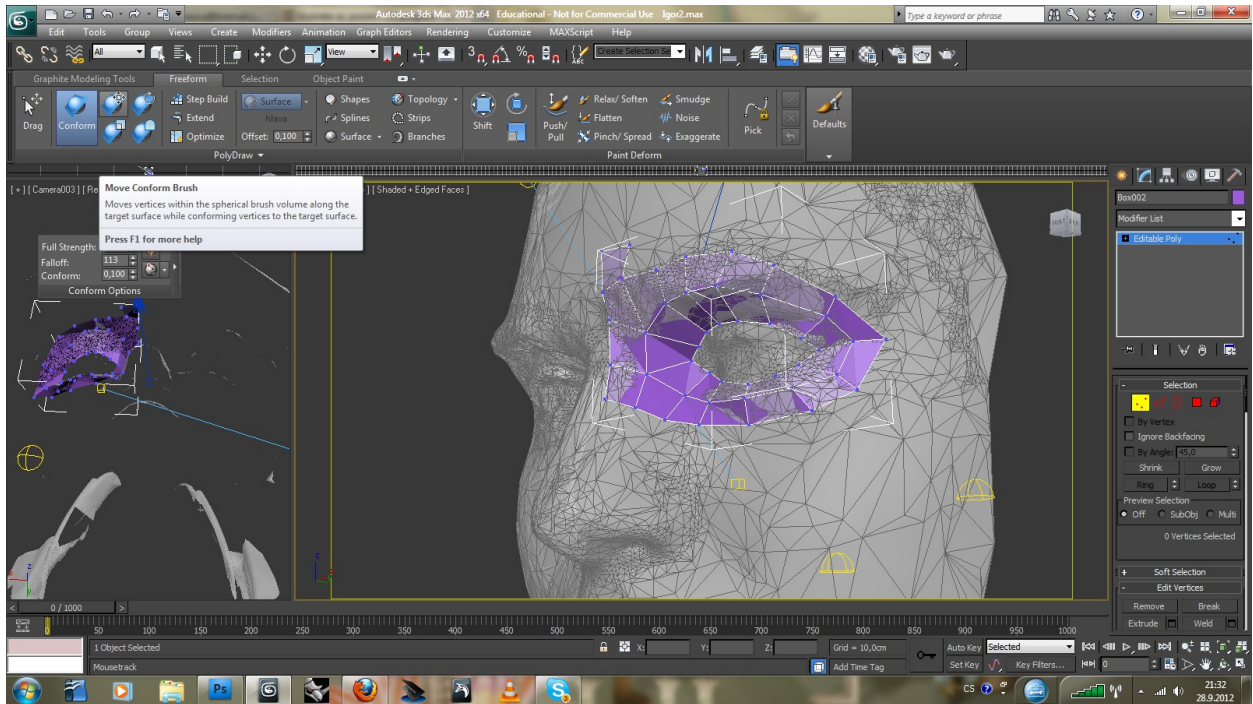 Autodesk 3ds Max 2012 x64   Educational - Not for Commercial Use   Igor2.max
Type a keyword or phrase
Edit Tools Group Views Create Modifiers Animation Graph Editors Rendering Customize MAXScript Help
All View Create Selection Se
Graphite Modeling Tools Freeform Selection Object Paint
Step Build Surface Shapes Topology Relax/ Soften Smudge
Drag Conform Extend hlava Splines Strips Shift Push/ Pull Flatten Noise Pick Defaults
Optimize Offset: 0,100 Surface Branches Pinch/ Spread Exaggerate
PolyDraw Paint Deform
[ + ] [ Camera003 ] [ Re
] [ Shaded + Edged Faces ]
Move Conform Brush
Moves vertices within the spherical brush volume along the
target surface while conforming vertices to the target surface.
Press F1 for more help
Full Strength:
Falloff: 113
Conform: 0,100
Conform Options
Box002
Modifier List
Editable Poly
Selection
By Vertex
Ignore Backfacing
By Angle: 45,0
Shrink Grow
Ring Loop
Preview Selection
Off SubObj Multi
0 Vertices Selected
Soft Selection
Edit Vertices
Remove Break
Extrude Weld
0 / 1000
50 100 150 200 250 300 350 400 450 500 550 600 650 700 750 800 850 900 950 1000
1 Object Selected X: Y: Z: Grid = 10,0cm Auto Key Selected
Mousetrack Add Time Tag Set Key Key Filters... 0
Ps
CS
21:32
28.9.2012